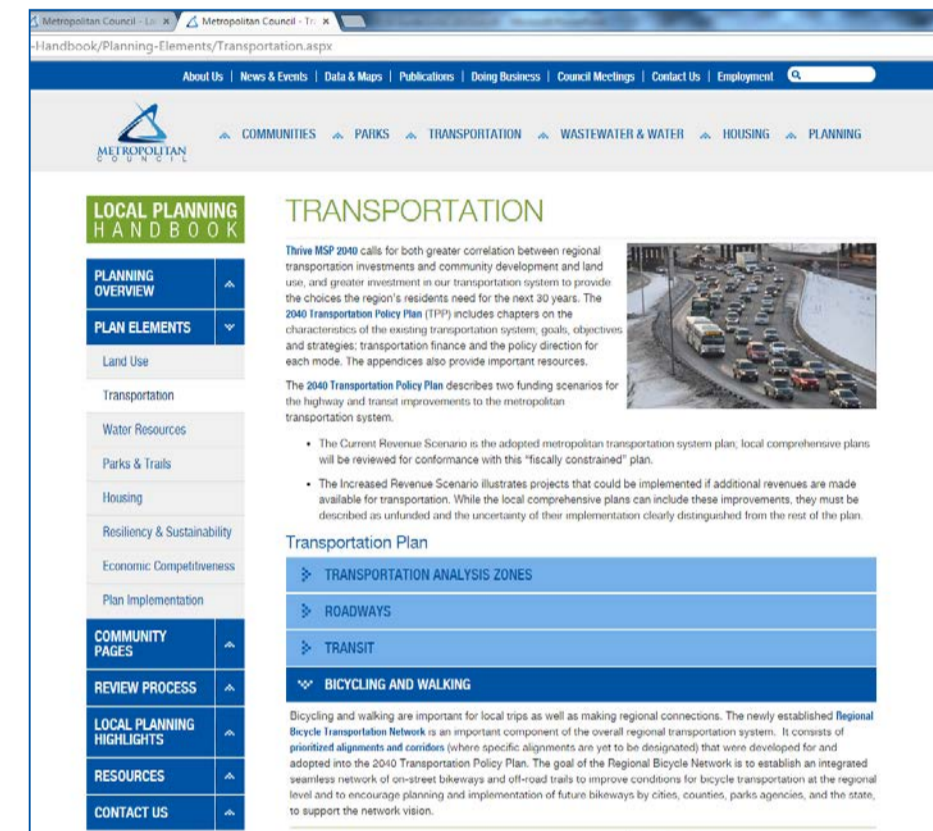 Metropolitan Council - Lo × Metropolitan Council - Tr ×
-Handbook/Planning-Elements/Transportation.aspx
About Us | News & Events | Data & Maps | Publications | Doing Business | Council Meetings | Contact Us | Employment
METROPOLITAN
COUNCIL
COMMUNITIES PARKS TRANSPORTATION WASTEWATER & WATER HOUSING PLANNING
LOCAL PLANNING
HANDBOOK
PLANNING
OVERVIEW
PLAN ELEMENTS
Land Use
Transportation
Water Resources
Parks & Trails
Housing
Resiliency & Sustainability
Economic Competitiveness
Plan Implementation
COMMUNITY
PAGES
REVIEW PROCESS
LOCAL PLANNING
HIGHLIGHTS
RESOURCES
CONTACT US
TRANSPORTATION
Thrive MSP 2040 calls for both greater correlation between regional
transportation investments and community development and land
use, and greater investment in our transportation system to provide
the choices the region's residents need for the next 30 years. The
2040 Transportation Policy Plan (TPP) includes chapters on the
characteristics of the existing transportation system; goals, objectives
and strategies; transportation finance and the policy direction for
each mode. The appendices also provide important resources.
The 2040 Transportation Policy Plan describes two funding scenarios for
the highway and transit improvements to the metropolitan
transportation system.
• The Current Revenue Scenario is the adopted metropolitan transportation system plan; local comprehensive plans
will be reviewed for conformance with this "fiscally constrained" plan.
• The Increased Revenue Scenario illustrates projects that could be implemented if additional revenues are made
available for transportation. While the local comprehensive plans can include these improvements, they must be
described as unfunded and the uncertainty of their implementation clearly distinguished from the rest of the plan.
Transportation Plan
TRANSPORTATION ANALYSIS ZONES
ROADWAYS
TRANSIT
BICYCLING AND WALKING
Bicycling and walking are important for local trips as well as making regional connections. The newly established Regional
Bicycle Transportation Network is an important component of the overall regional transportation system. It consists of
prioritized alignments and corridors (where specific alignments are yet to be designated) that were developed for and
adopted into the 2040 Transportation Policy Plan. The goal of the Regional Bicycle Network is to establish an integrated
seamless network of on-street bikeways and off-road trails to improve conditions for bicycle transportation at the regional
level and to encourage planning and implementation of future bikeways by cities, counties, parks agencies, and the state,
to support the network vision.